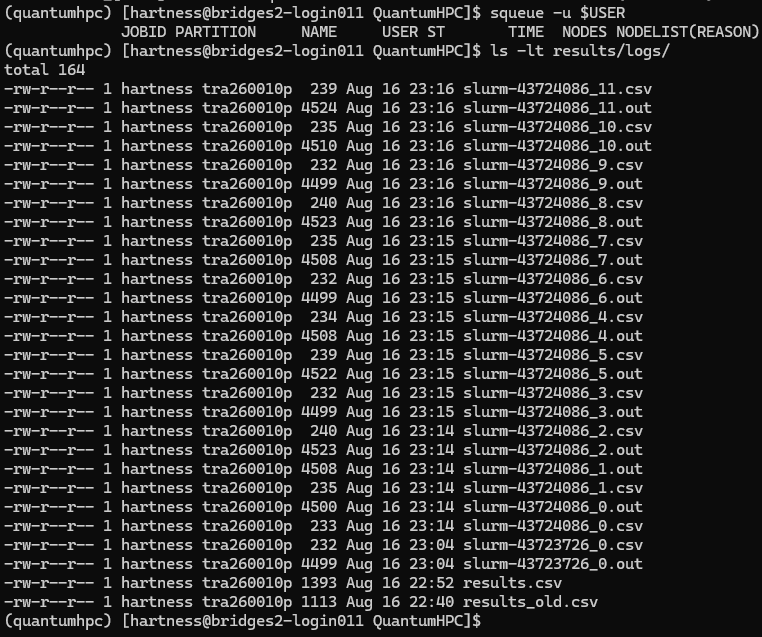 (quantumhpc) [hartness@bridges2-login011 QuantumHPC]$ squeue -u $USER
             JOBID PARTITION     NAME     USER ST       TIME  NODES NODELIST(REASON)
(quantumhpc) [hartness@bridges2-login011 QuantumHPC]$ ls -lt results/logs/
total 164
-rw-r--r-- 1 hartness tra260010p  239 Aug 16 23:16 slurm-43724086_11.csv
-rw-r--r-- 1 hartness tra260010p 4524 Aug 16 23:16 slurm-43724086_11.out
-rw-r--r-- 1 hartness tra260010p  235 Aug 16 23:16 slurm-43724086_10.csv
-rw-r--r-- 1 hartness tra260010p 4510 Aug 16 23:16 slurm-43724086_10.out
-rw-r--r-- 1 hartness tra260010p  232 Aug 16 23:16 slurm-43724086_9.csv
-rw-r--r-- 1 hartness tra260010p 4499 Aug 16 23:16 slurm-43724086_9.out
-rw-r--r-- 1 hartness tra260010p  240 Aug 16 23:16 slurm-43724086_8.csv
-rw-r--r-- 1 hartness tra260010p 4523 Aug 16 23:16 slurm-43724086_8.out
-rw-r--r-- 1 hartness tra260010p  235 Aug 16 23:15 slurm-43724086_7.csv
-rw-r--r-- 1 hartness tra260010p 4508 Aug 16 23:15 slurm-43724086_7.out
-rw-r--r-- 1 hartness tra260010p  232 Aug 16 23:15 slurm-43724086_6.csv
-rw-r--r-- 1 hartness tra260010p 4499 Aug 16 23:15 slurm-43724086_6.out
-rw-r--r-- 1 hartness tra260010p  234 Aug 16 23:15 slurm-43724086_4.csv
-rw-r--r-- 1 hartness tra260010p 4508 Aug 16 23:15 slurm-43724086_4.out
-rw-r--r-- 1 hartness tra260010p  239 Aug 16 23:15 slurm-43724086_5.csv
-rw-r--r-- 1 hartness tra260010p 4522 Aug 16 23:15 slurm-43724086_5.out
-rw-r--r-- 1 hartness tra260010p  232 Aug 16 23:15 slurm-43724086_3.csv
-rw-r--r-- 1 hartness tra260010p 4499 Aug 16 23:15 slurm-43724086_3.out
-rw-r--r-- 1 hartness tra260010p  240 Aug 16 23:14 slurm-43724086_2.csv
-rw-r--r-- 1 hartness tra260010p 4523 Aug 16 23:14 slurm-43724086_2.out
-rw-r--r-- 1 hartness tra260010p 4508 Aug 16 23:14 slurm-43724086_1.out
-rw-r--r-- 1 hartness tra260010p  235 Aug 16 23:14 slurm-43724086_1.csv
-rw-r--r-- 1 hartness tra260010p 4500 Aug 16 23:14 slurm-43724086_0.out
-rw-r--r-- 1 hartness tra260010p  233 Aug 16 23:14 slurm-43724086_0.csv
-rw-r--r-- 1 hartness tra260010p  232 Aug 16 23:04 slurm-43723726_0.csv
-rw-r--r-- 1 hartness tra260010p 4499 Aug 16 23:04 slurm-43723726_0.out
-rw-r--r-- 1 hartness tra260010p 1393 Aug 16 22:52 results.csv
-rw-r--r-- 1 hartness tra260010p 1113 Aug 16 22:40 results_old.csv
(quantumhpc) [hartness@bridges2-login011 QuantumHPC]$